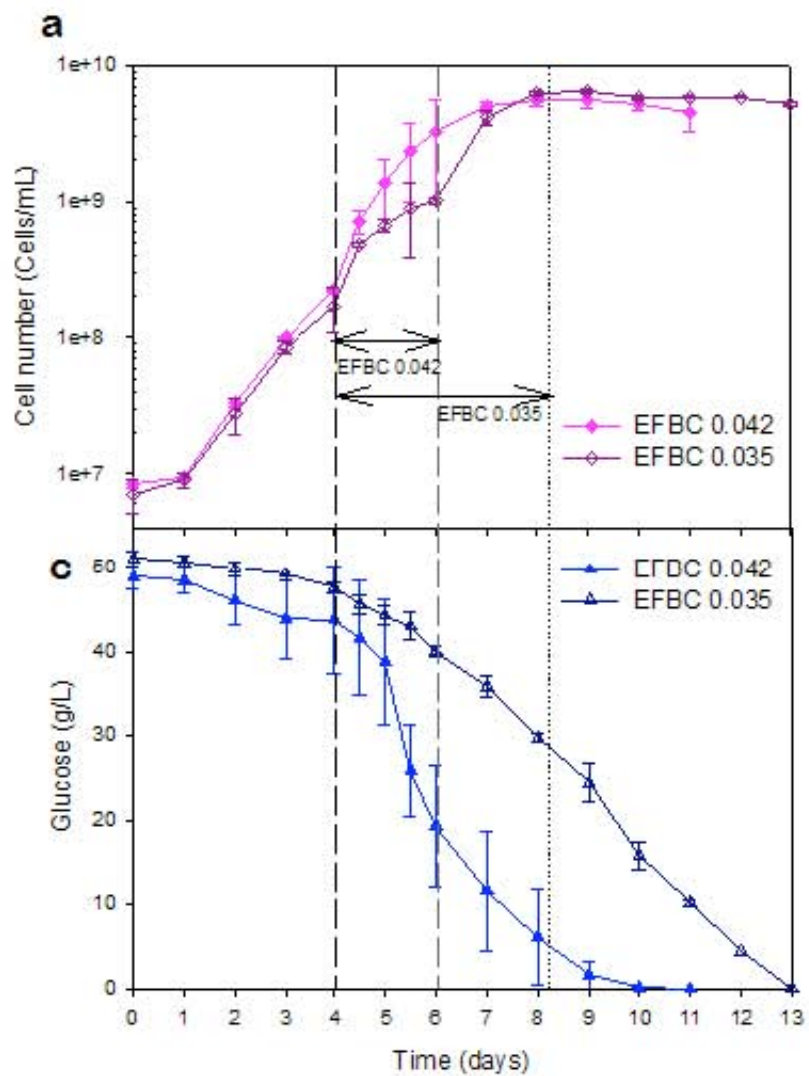 a
1e+10
1e+9
1e+8
1e+7
Cell number (Cells/mL)
EFBC 0.042
EFBC 0.035
EFBC 0.042
EFBC 0.035
c
60
50
40
30
20
10
0
Glucose (g/L)
EFBC 0.042
EFBC 0.035
0 1 2 3 4 5 6 7 8 9 10 11 12 13
Time (days)